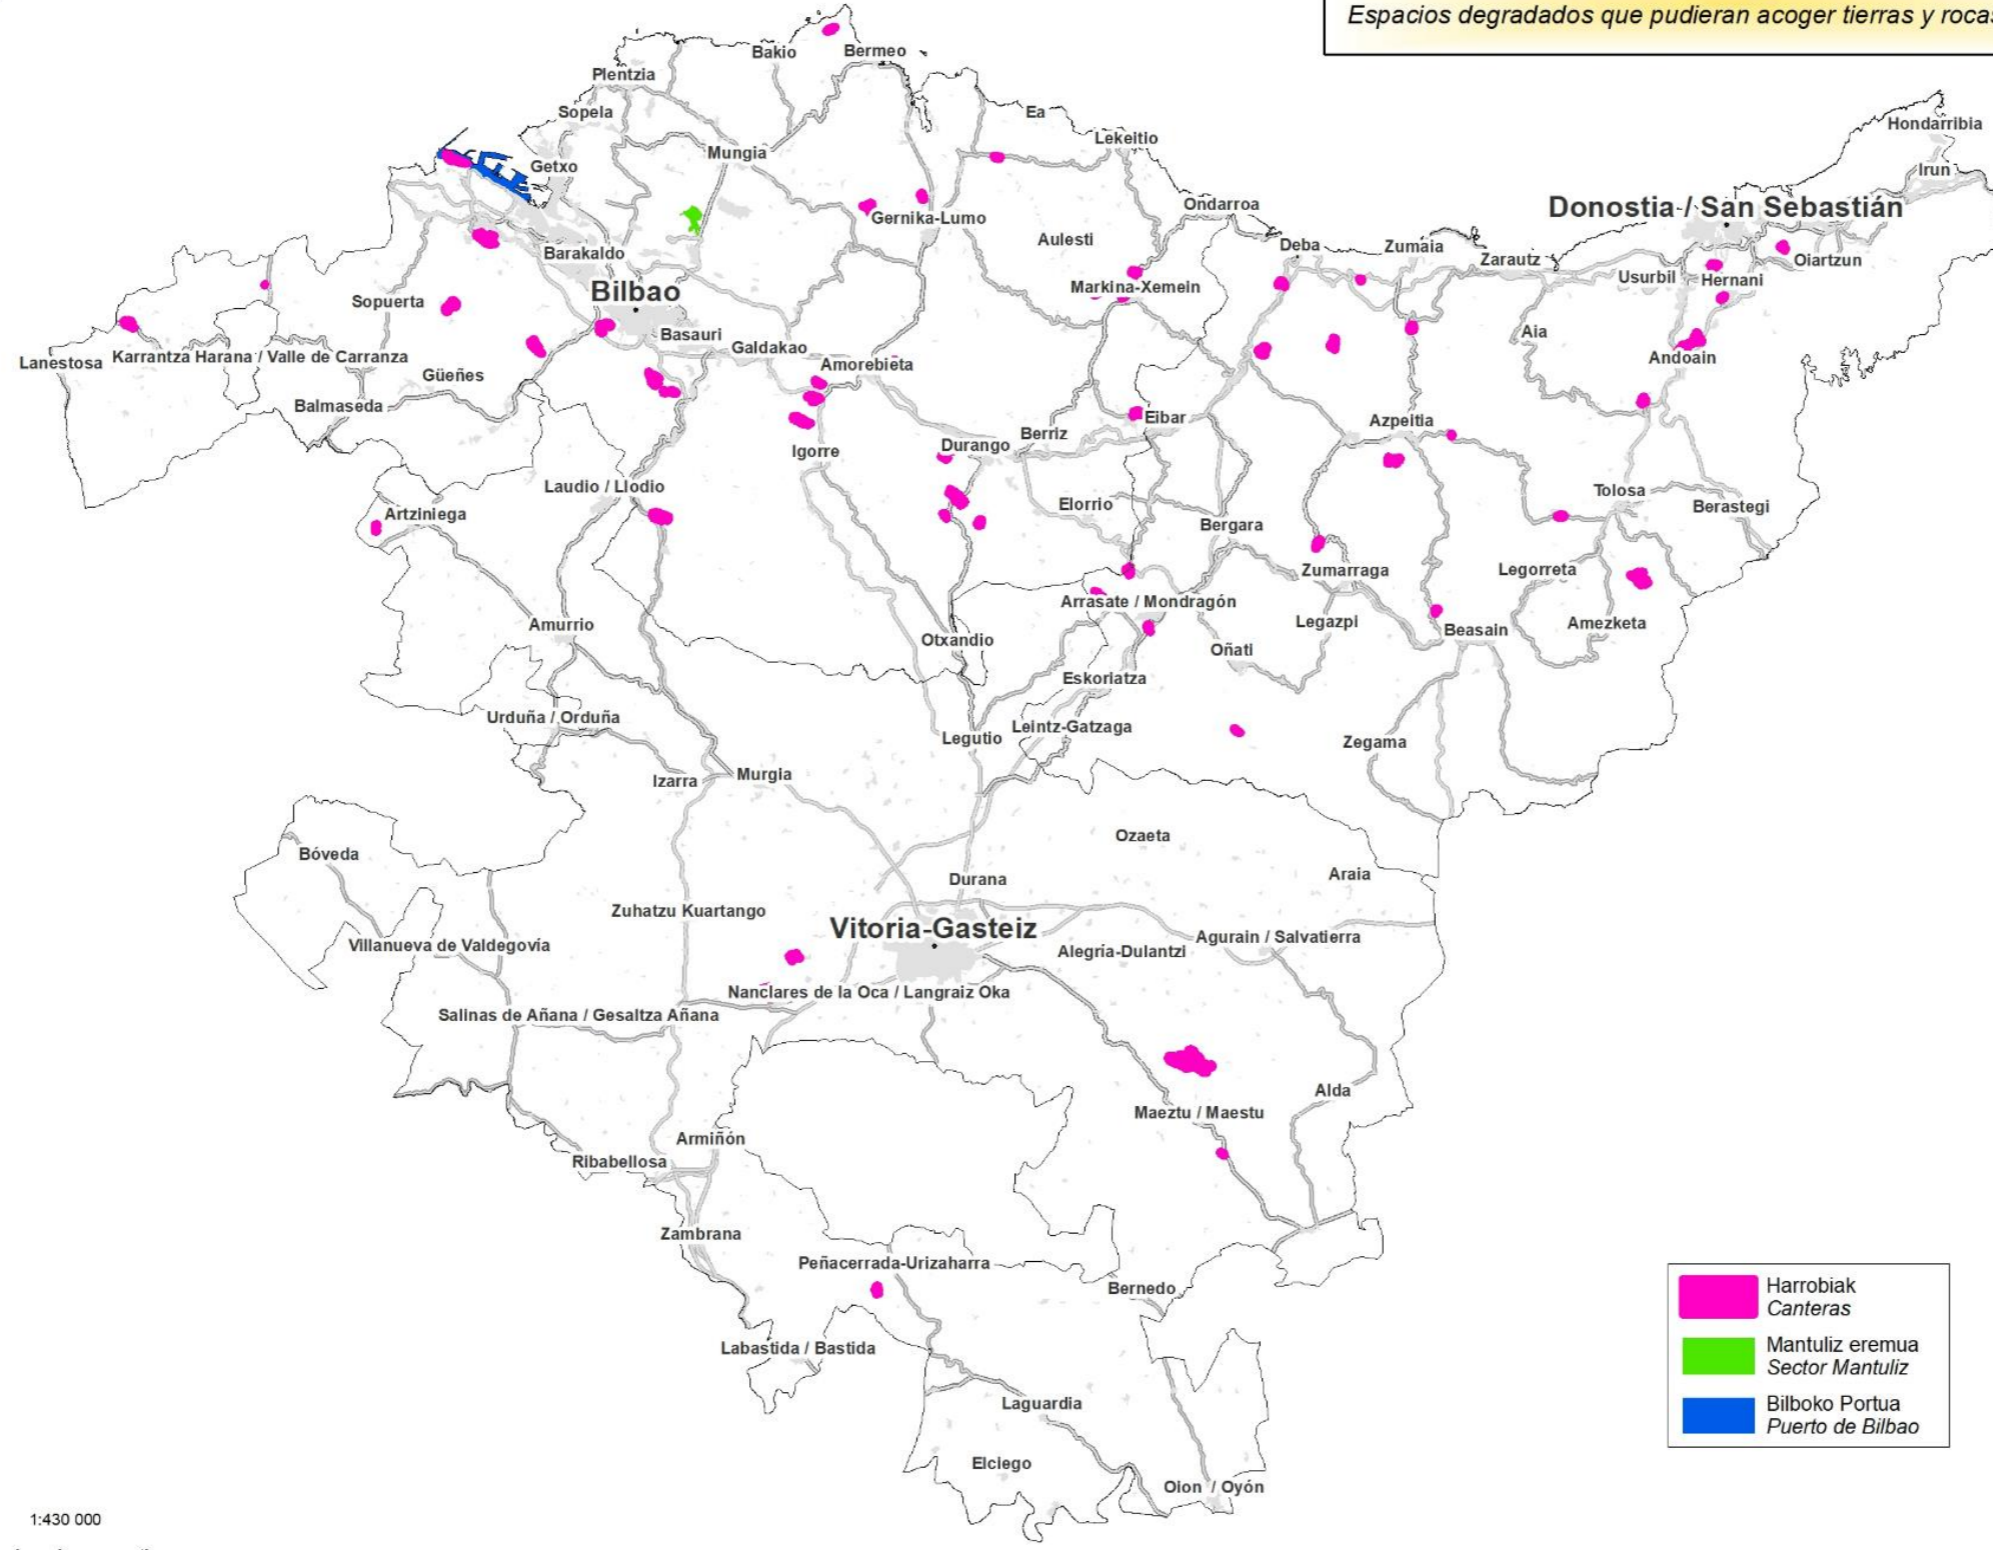 Espacios degradados que pudieran acoger tierras y rocas
Bakio
Bermeo
Plentzia
Sopela
Ea
Hondarribia
Lekeitio
Mungia
Getxo
Irun
Ondarroa
Donostia / San Sebastián
Gernika-Lumo
Aulesti
Deba
Zumaia
Zarautz
Oiartzun
Barakaldo
Usurbil
Hernani
Markina-Xemein
Bilbao
Sopuerta
Basauri
Galdakao
Aia
Lanestosa
Karrantza Harana / Valle de Carranza
Amorebieta
Andoain
Güeñes
Balmaseda
Eibar
Azpeitia
Berriz
Durango
Igorre
Laudio / Llodio
Tolosa
Elorrio
Berastegi
Artziniega
Bergara
Zumarraga
Legorreta
Arrasate / Mondragón
Amurrio
Legazpi
Amezketa
Beasain
Otxandio
Oñati
Eskoriatza
Urduña / Orduña
Leintz-Gatzaga
Legutio
Zegama
Izarra
Murgia
Ozaeta
Bóveda
Araia
Durana
Zuhatzu Kuartango
Vitoria-Gasteiz
Agurain / Salvatierra
Villanueva de Valdegovía
Alegría-Dulantzi
Nanclares de la Oca / Langraiz Oka
Salinas de Añana / Gesaltza Añana
Alda
Maeztu / Maestu
Armiñón
Ribabellosa
Zambrana
Peñacerrada-Urizaharra
Bernedo
Labastida / Bastida
Laguardia
Elciego
Oion / Oyón
Harrobiak
Canteras
Mantuliz eremua
Sector Mantuliz
Bilboko Portua
Puerto de Bilbao
1:430 000